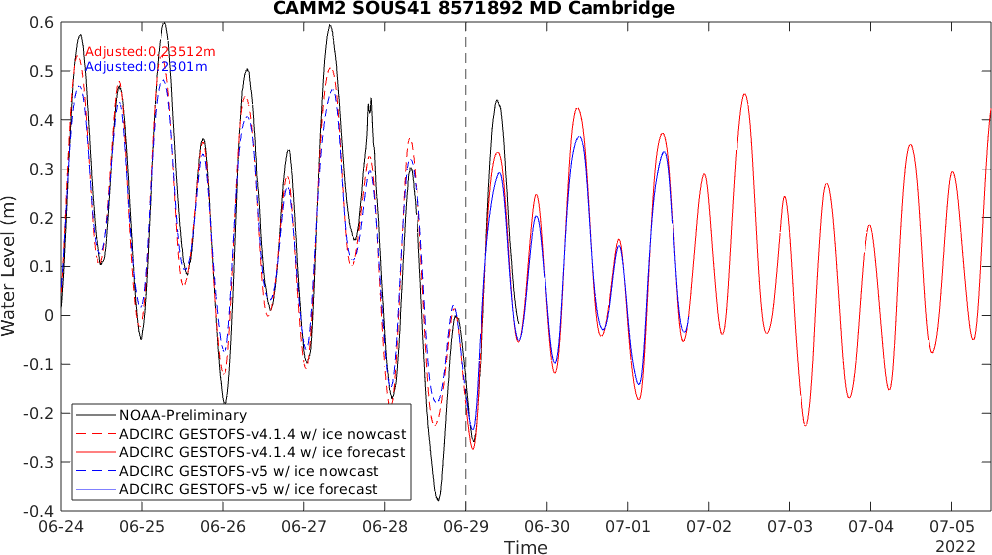 CAMM2 SOUS41 8571892 MD Cambridge
Adjusted:0.23512m
Adjusted:0.2301m
Water Level (m)
0.6
0.5
0.4
0.3
0.2
0.1
0
-0.1
-0.2
-0.3
-0.4
NOAA-Preliminary
ADCIRC GESTOFS-v4.1.4 w/ ice nowcast
ADCIRC GESTOFS-v4.1.4 w/ ice forecast
ADCIRC GESTOFS-v5 w/ ice nowcast
ADCIRC GESTOFS-v5 w/ ice forecast
06-24 06-25 06-26 06-27 06-28 06-29 06-30 07-01 07-02 07-03 07-04 07-05
Time
2022